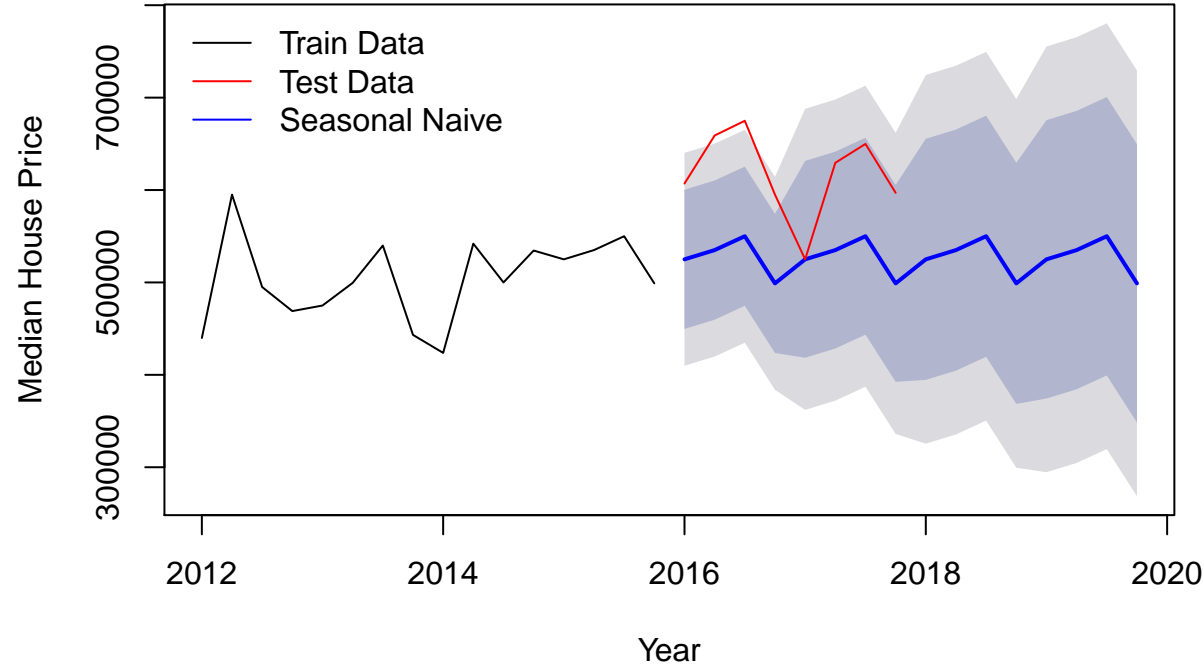 Train Data
Test Data
Seasonal Naive
Median House Price
700000
500000
300000
2012 2014 2016 2018 2020
Year